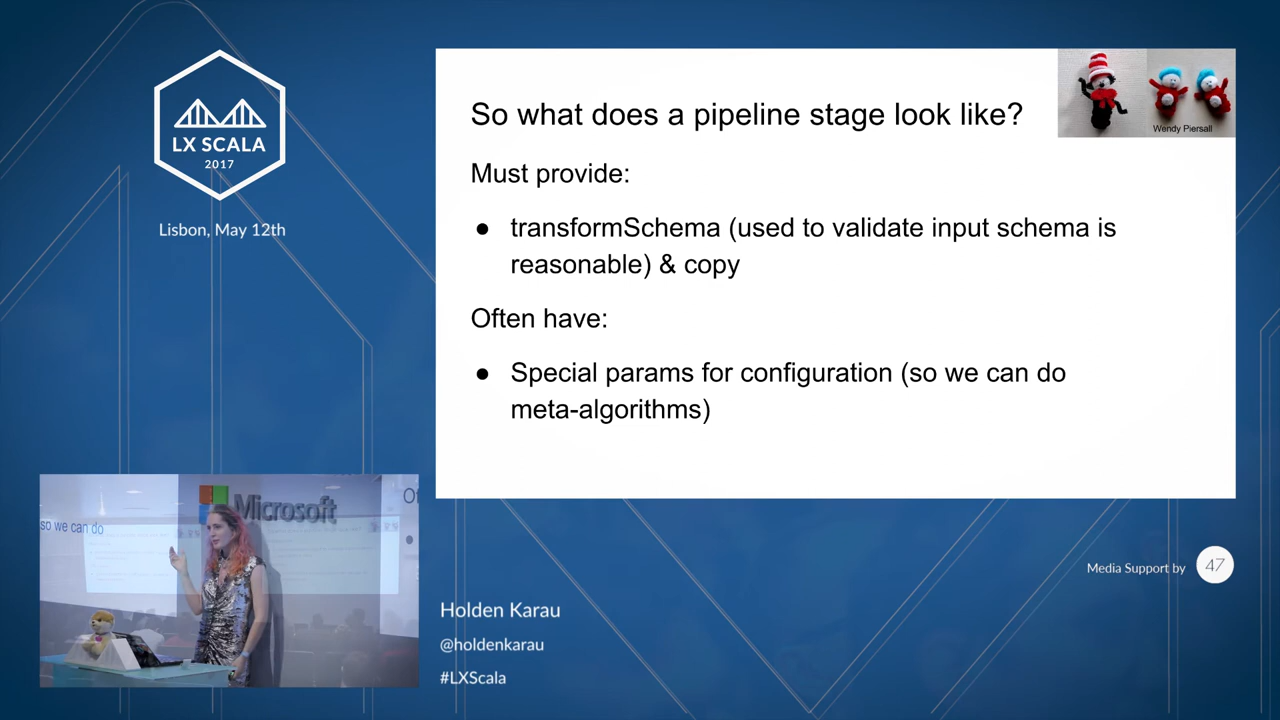 LX SCALA
2017
Lisbon, May 12th
So what does a pipeline stage look like?
Wendy Piersall
Must provide:
● transformSchema (used to validate input schema is
reasonable) & copy
Often have:
● Special params for configuration (so we can do
meta-algorithms)
Microsoft
so we can do
Media Support by
47
Holden Karau
@holdenkarau
#LXScala